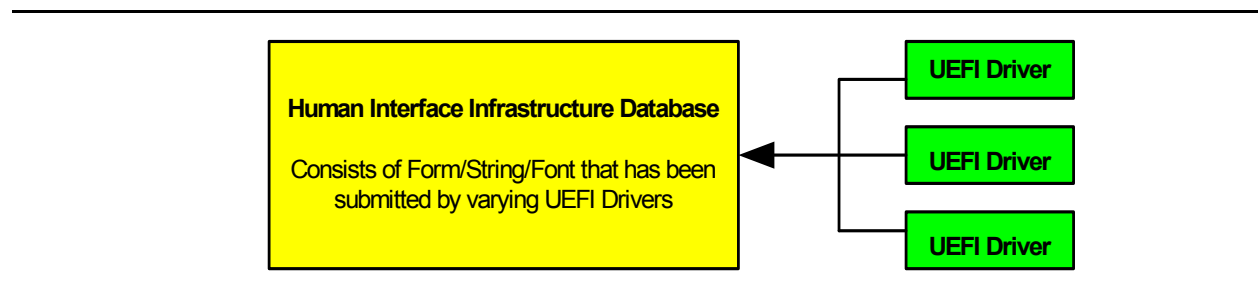 Human Interface Infrastructure Database
Consists of Form/String/Font that has been
submitted by varying UEFI Drivers
UEFI Driver
UEFI Driver
UEFI Driver